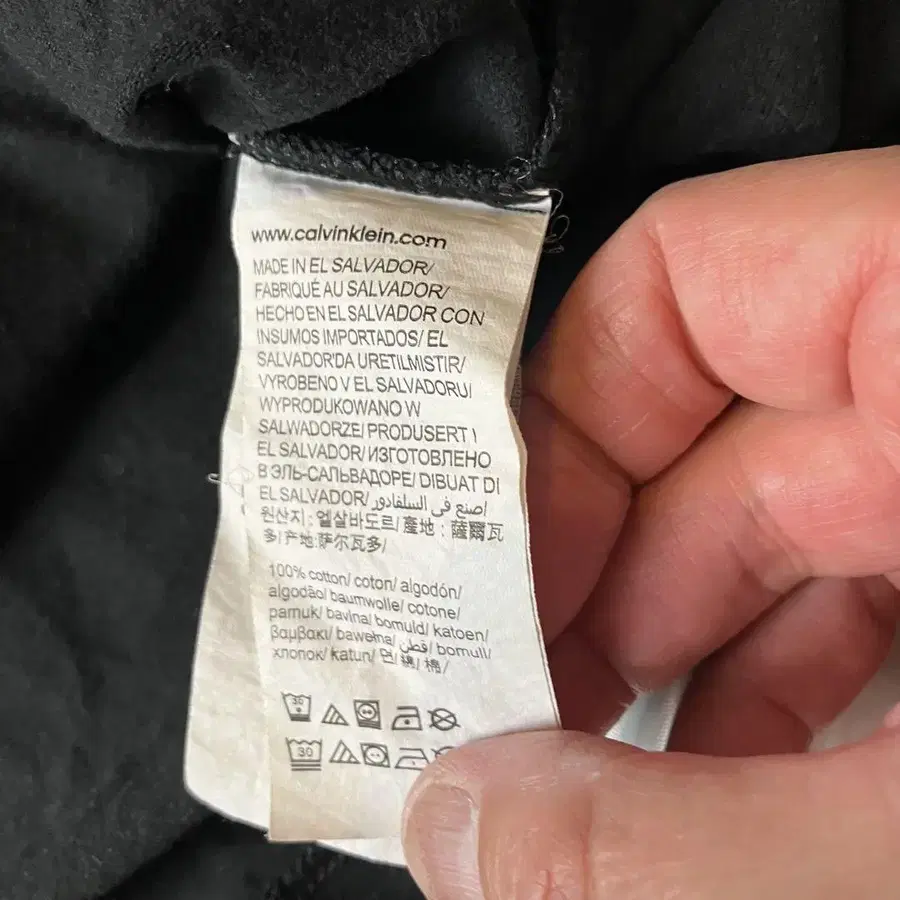 www.calvinklein.com
MADE IN EL SALVADOR/
FABRIQUÉ AU SALVADOR/
HECHO EN EL SALVADOR CON
INSUMOS IMPORTADOS/ EL
SALVADOR'DA URETILMISTIR/
VYROBENO V EL SALVADORU/
WYPRODUKOWANO W
SALWADORZE/ PRODUSERT I
EL SALVADOR/ ИЗГОТОВЛЕНО
В ЭЛЬ-САЛЬВАДОРЕ/ DIBUAT DI
EL SALVADOR/ صنع في السلفادور/
원산지 : 엘살바도르/ 產地 : 薩爾瓦
多/ 产地:萨尔瓦多/
100% cotton/ coton/ algodón/
algodão/ baumwolle/ cotone/
pamuk/ bavlna/ bomuld/ katoen/
βαμβακι/ bawełna/ قطن/ bomull/
хлопок/ katun/ 면/ 綿/ 棉/
30
30